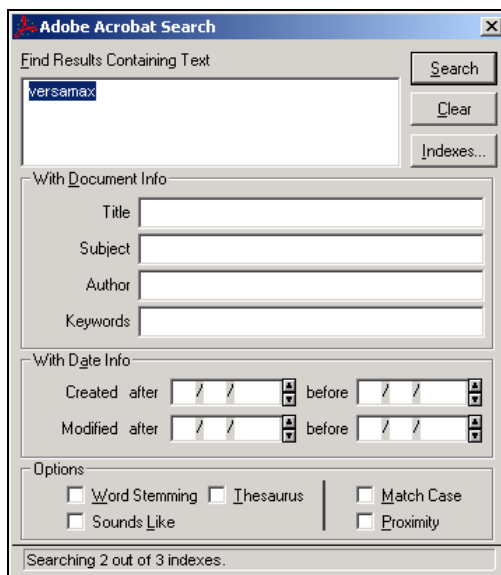 Adobe Acrobat Search
Find Results Containing Text
Search
versamax
Clear
Indexes...
With Document Info
Title
Subject
Author
Keywords
With Date Info
Created after / / before / /
Modified after / / before / /
Options
Word Stemming Thesaurus Match Case
Sounds Like Proximity
Searching 2 out of 3 indexes.